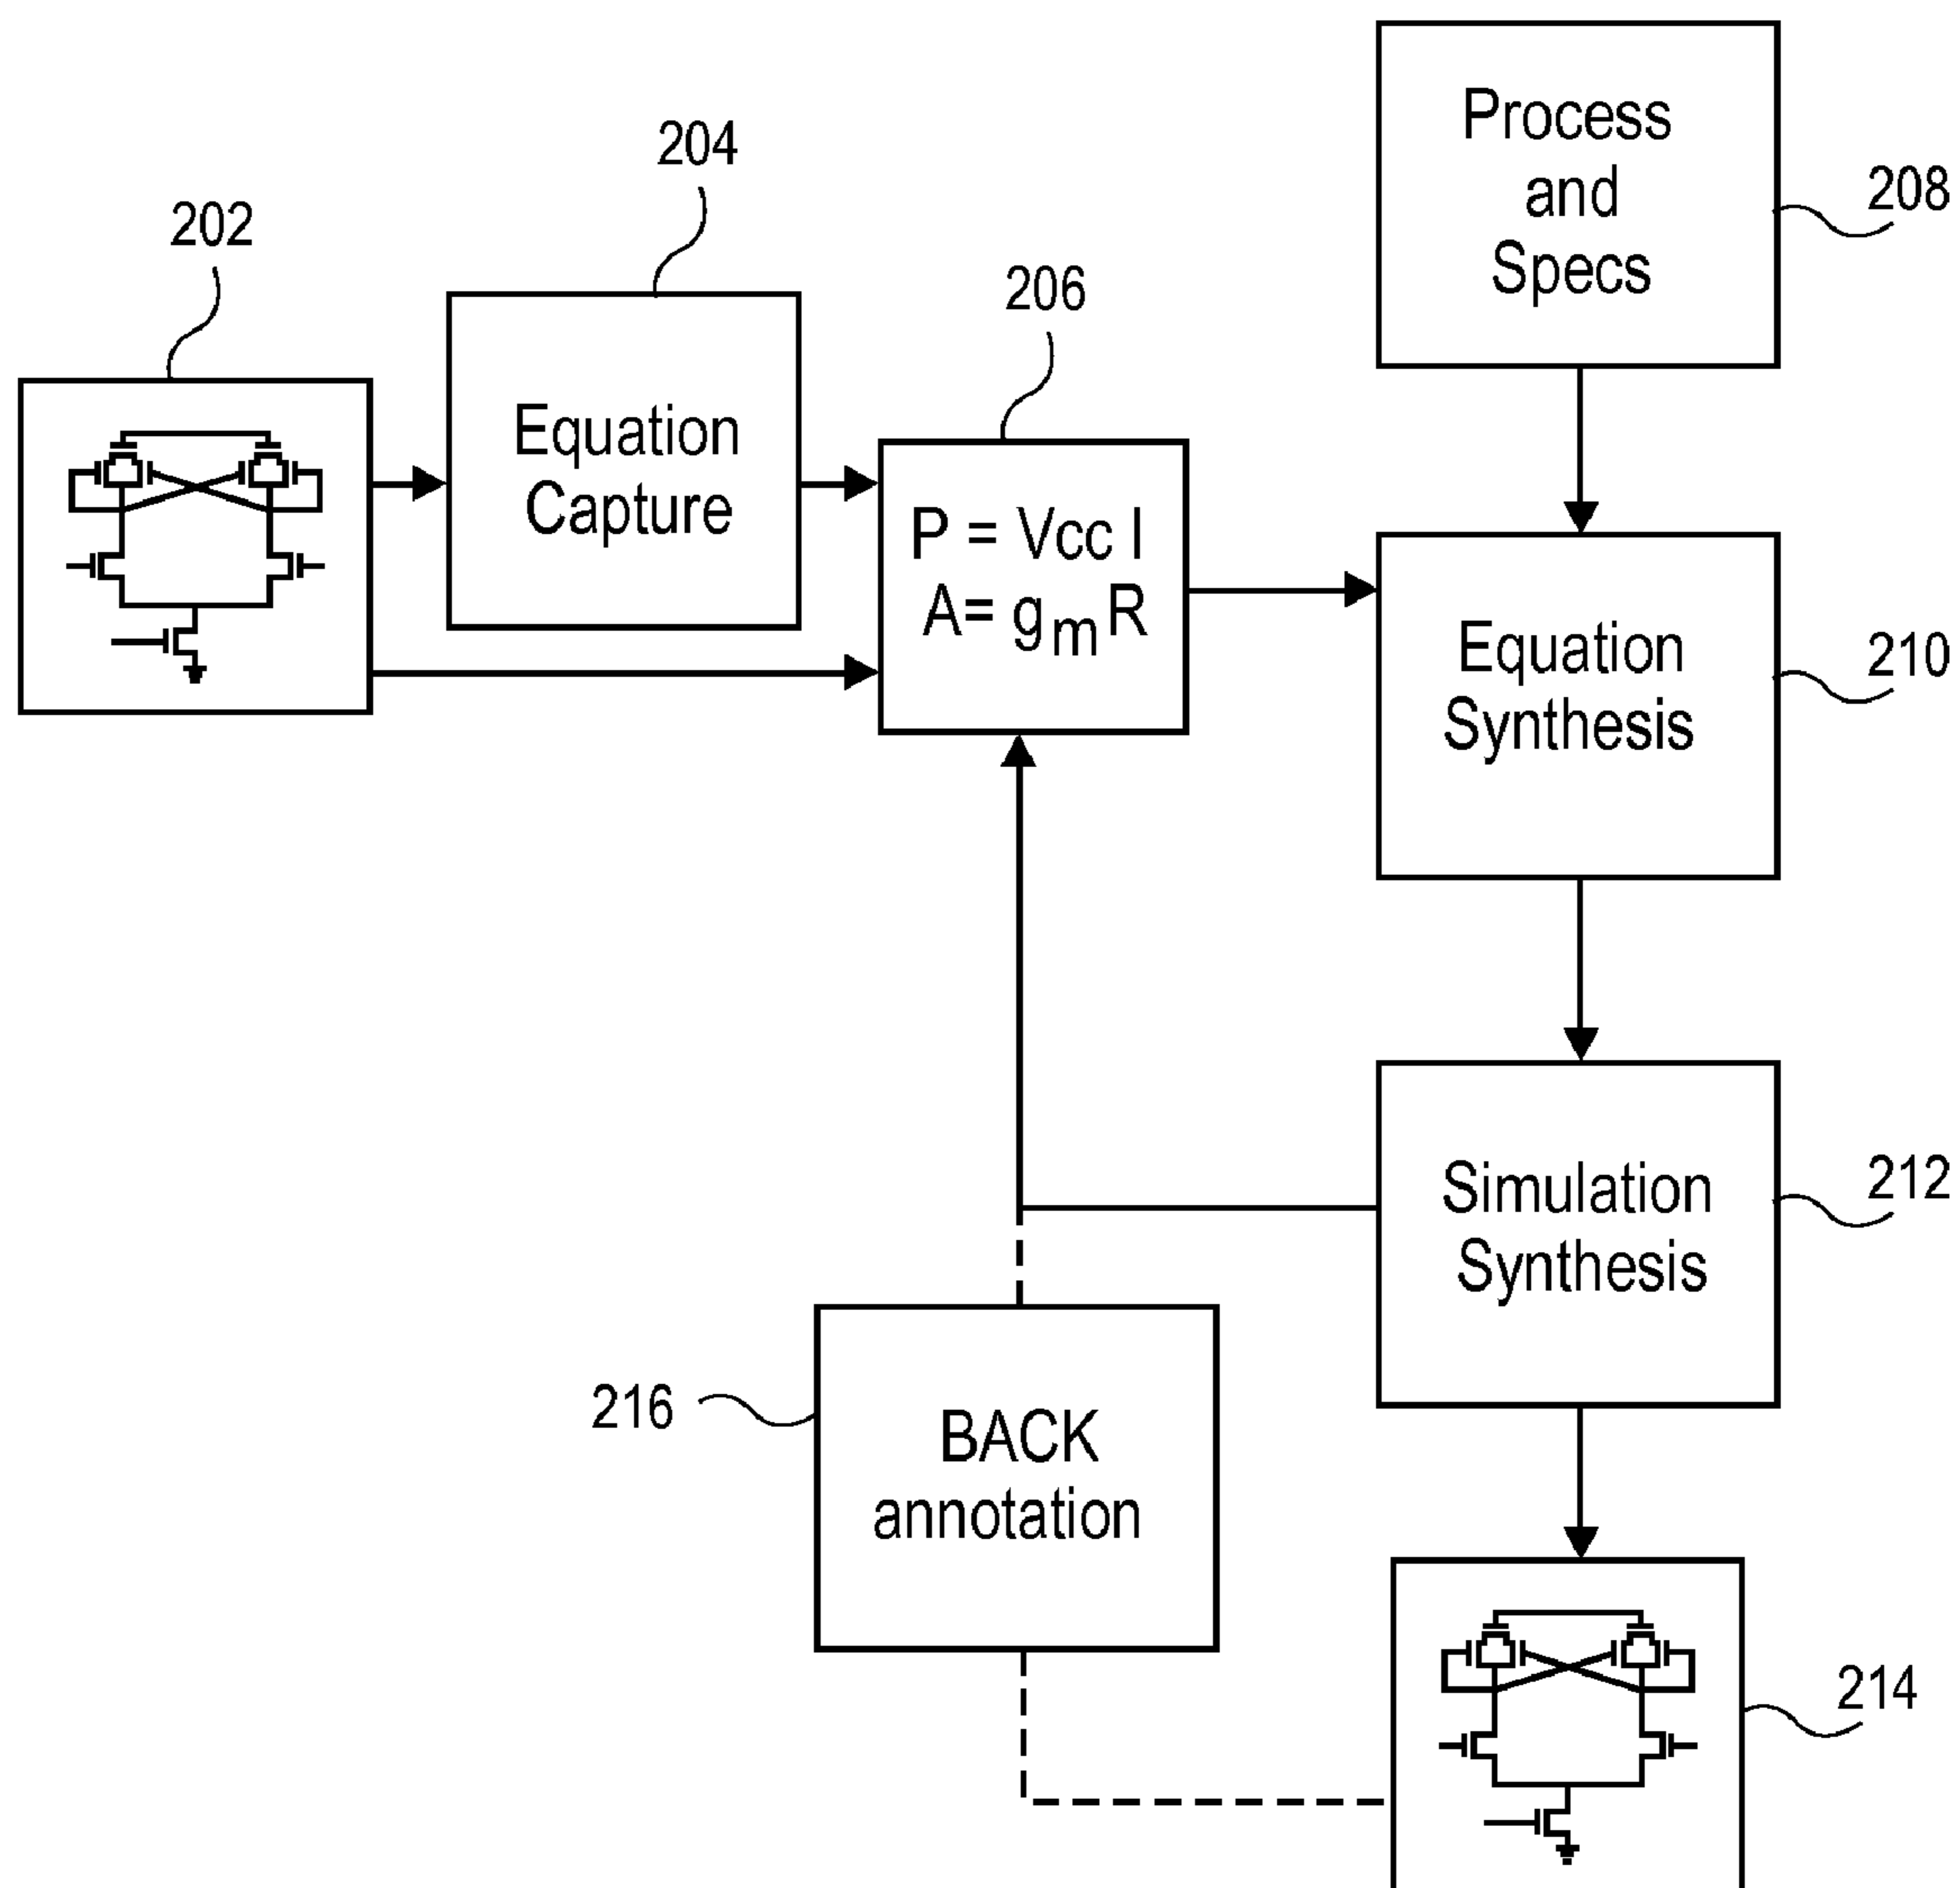 202
204
206
Process
and
Specs
208
Equation
Capture
P = Vcc I
A= gmR
Equation
Synthesis
210
Simulation
Synthesis
212
216
BACK
annotation
214